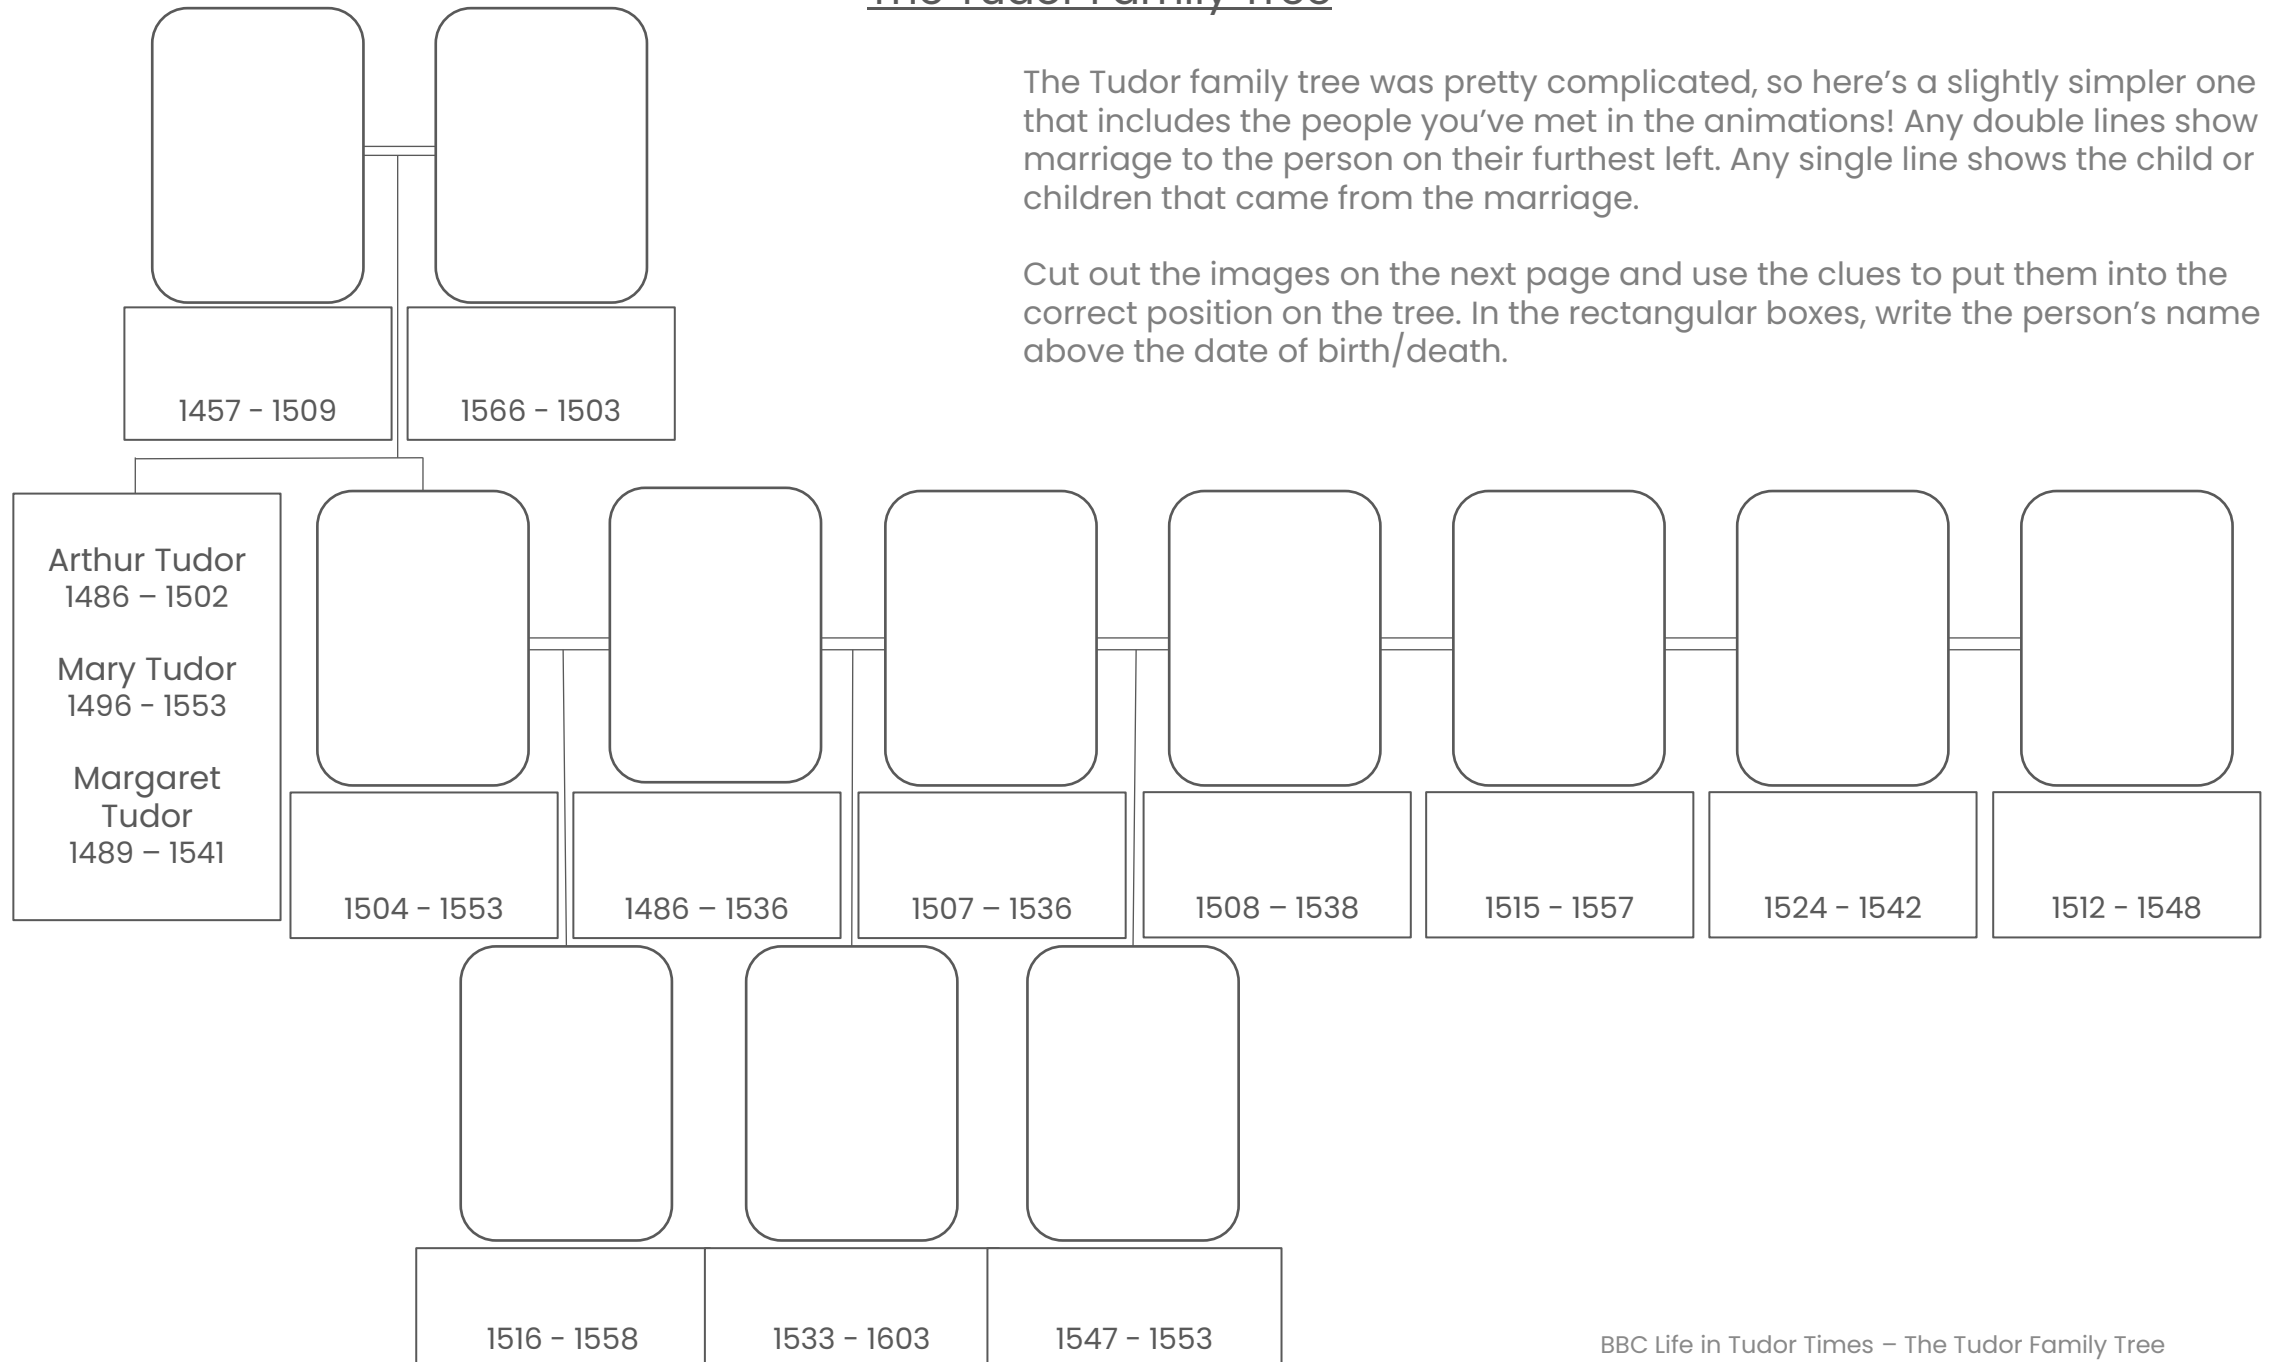 The Tudor Family Tree
The Tudor family tree was pretty complicated, so here’s a slightly simpler one
that includes the people you’ve met in the animations! Any double lines show
marriage to the person on their furthest left. Any single line shows the child or
children that came from the marriage.
Cut out the images on the next page and use the clues to put them into the
correct position on the tree. In the rectangular boxes, write the person’s name
above the date of birth/death.
1457 - 1509
1566 - 1503
Arthur Tudor
1486 – 1502
Mary Tudor
1496 - 1553
Margaret
Tudor
1489 – 1541
1504 - 1553
1486 – 1536
1507 – 1536
1508 – 1538
1515 - 1557
1524 - 1542
1512 - 1548
1516 - 1558
1533 - 1603
1547 - 1553
BBC Life in Tudor Times – The Tudor Family Tree